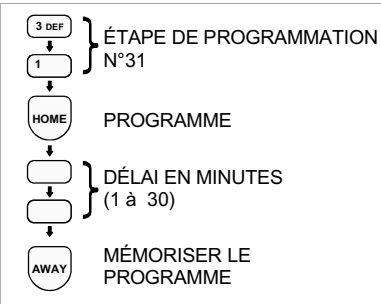 3 DEF
1
ÉTAPE DE PROGRAMMATION
N°31
HOME
PROGRAMME
DÉLAI EN MINUTES
(1 à 30)
AWAY
MÉMORISER LE
PROGRAMME